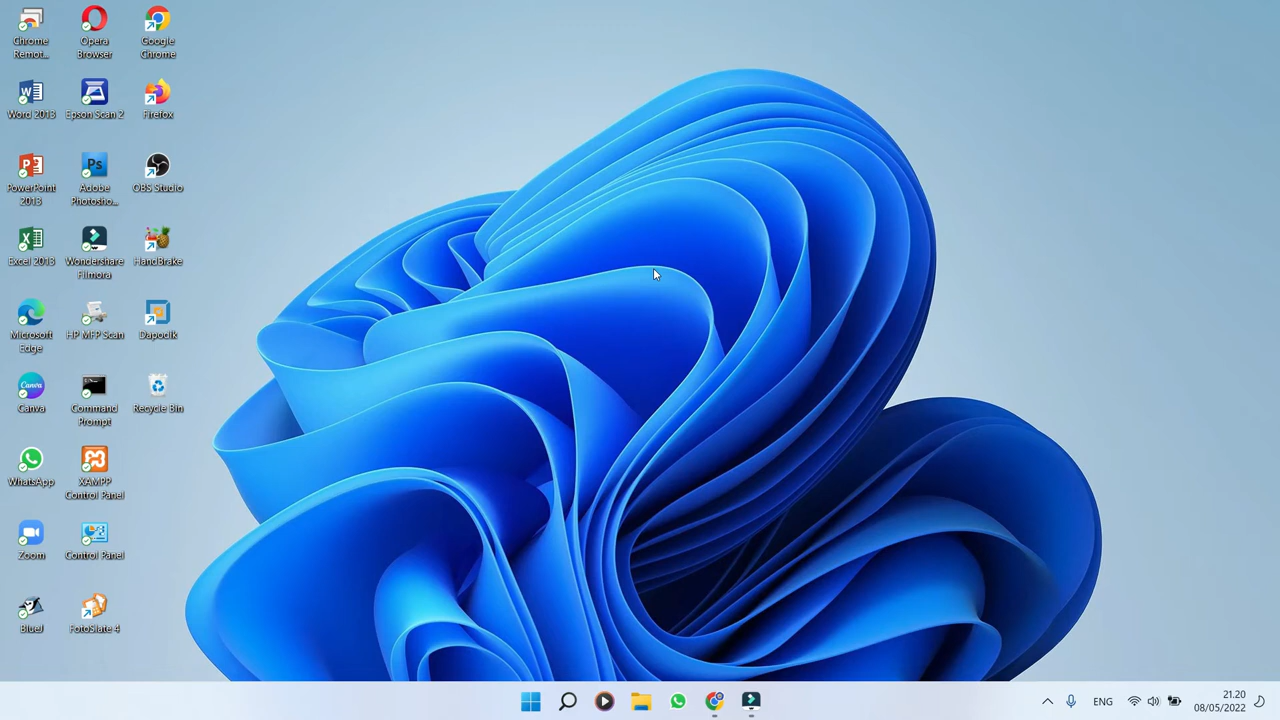 Chrome
Remot...
Opera
Browser
Google
Chrome
Word 2013
Epson Scan 2
Firefox
PowerPoint
2013
Adobe
Photosho...
OBS Studio
Excel 2013
Wondershare
Filmora
HandBrake
Microsoft
Edge
HP MFP Scan
Dapodik
Canva
Canva
Command
Prompt
Recycle Bin
WhatsApp
XAMPP
Control Panel
Zoom
Control Panel
BlueJ
FotoSlate 4
ENG
21.20
08/05/2022